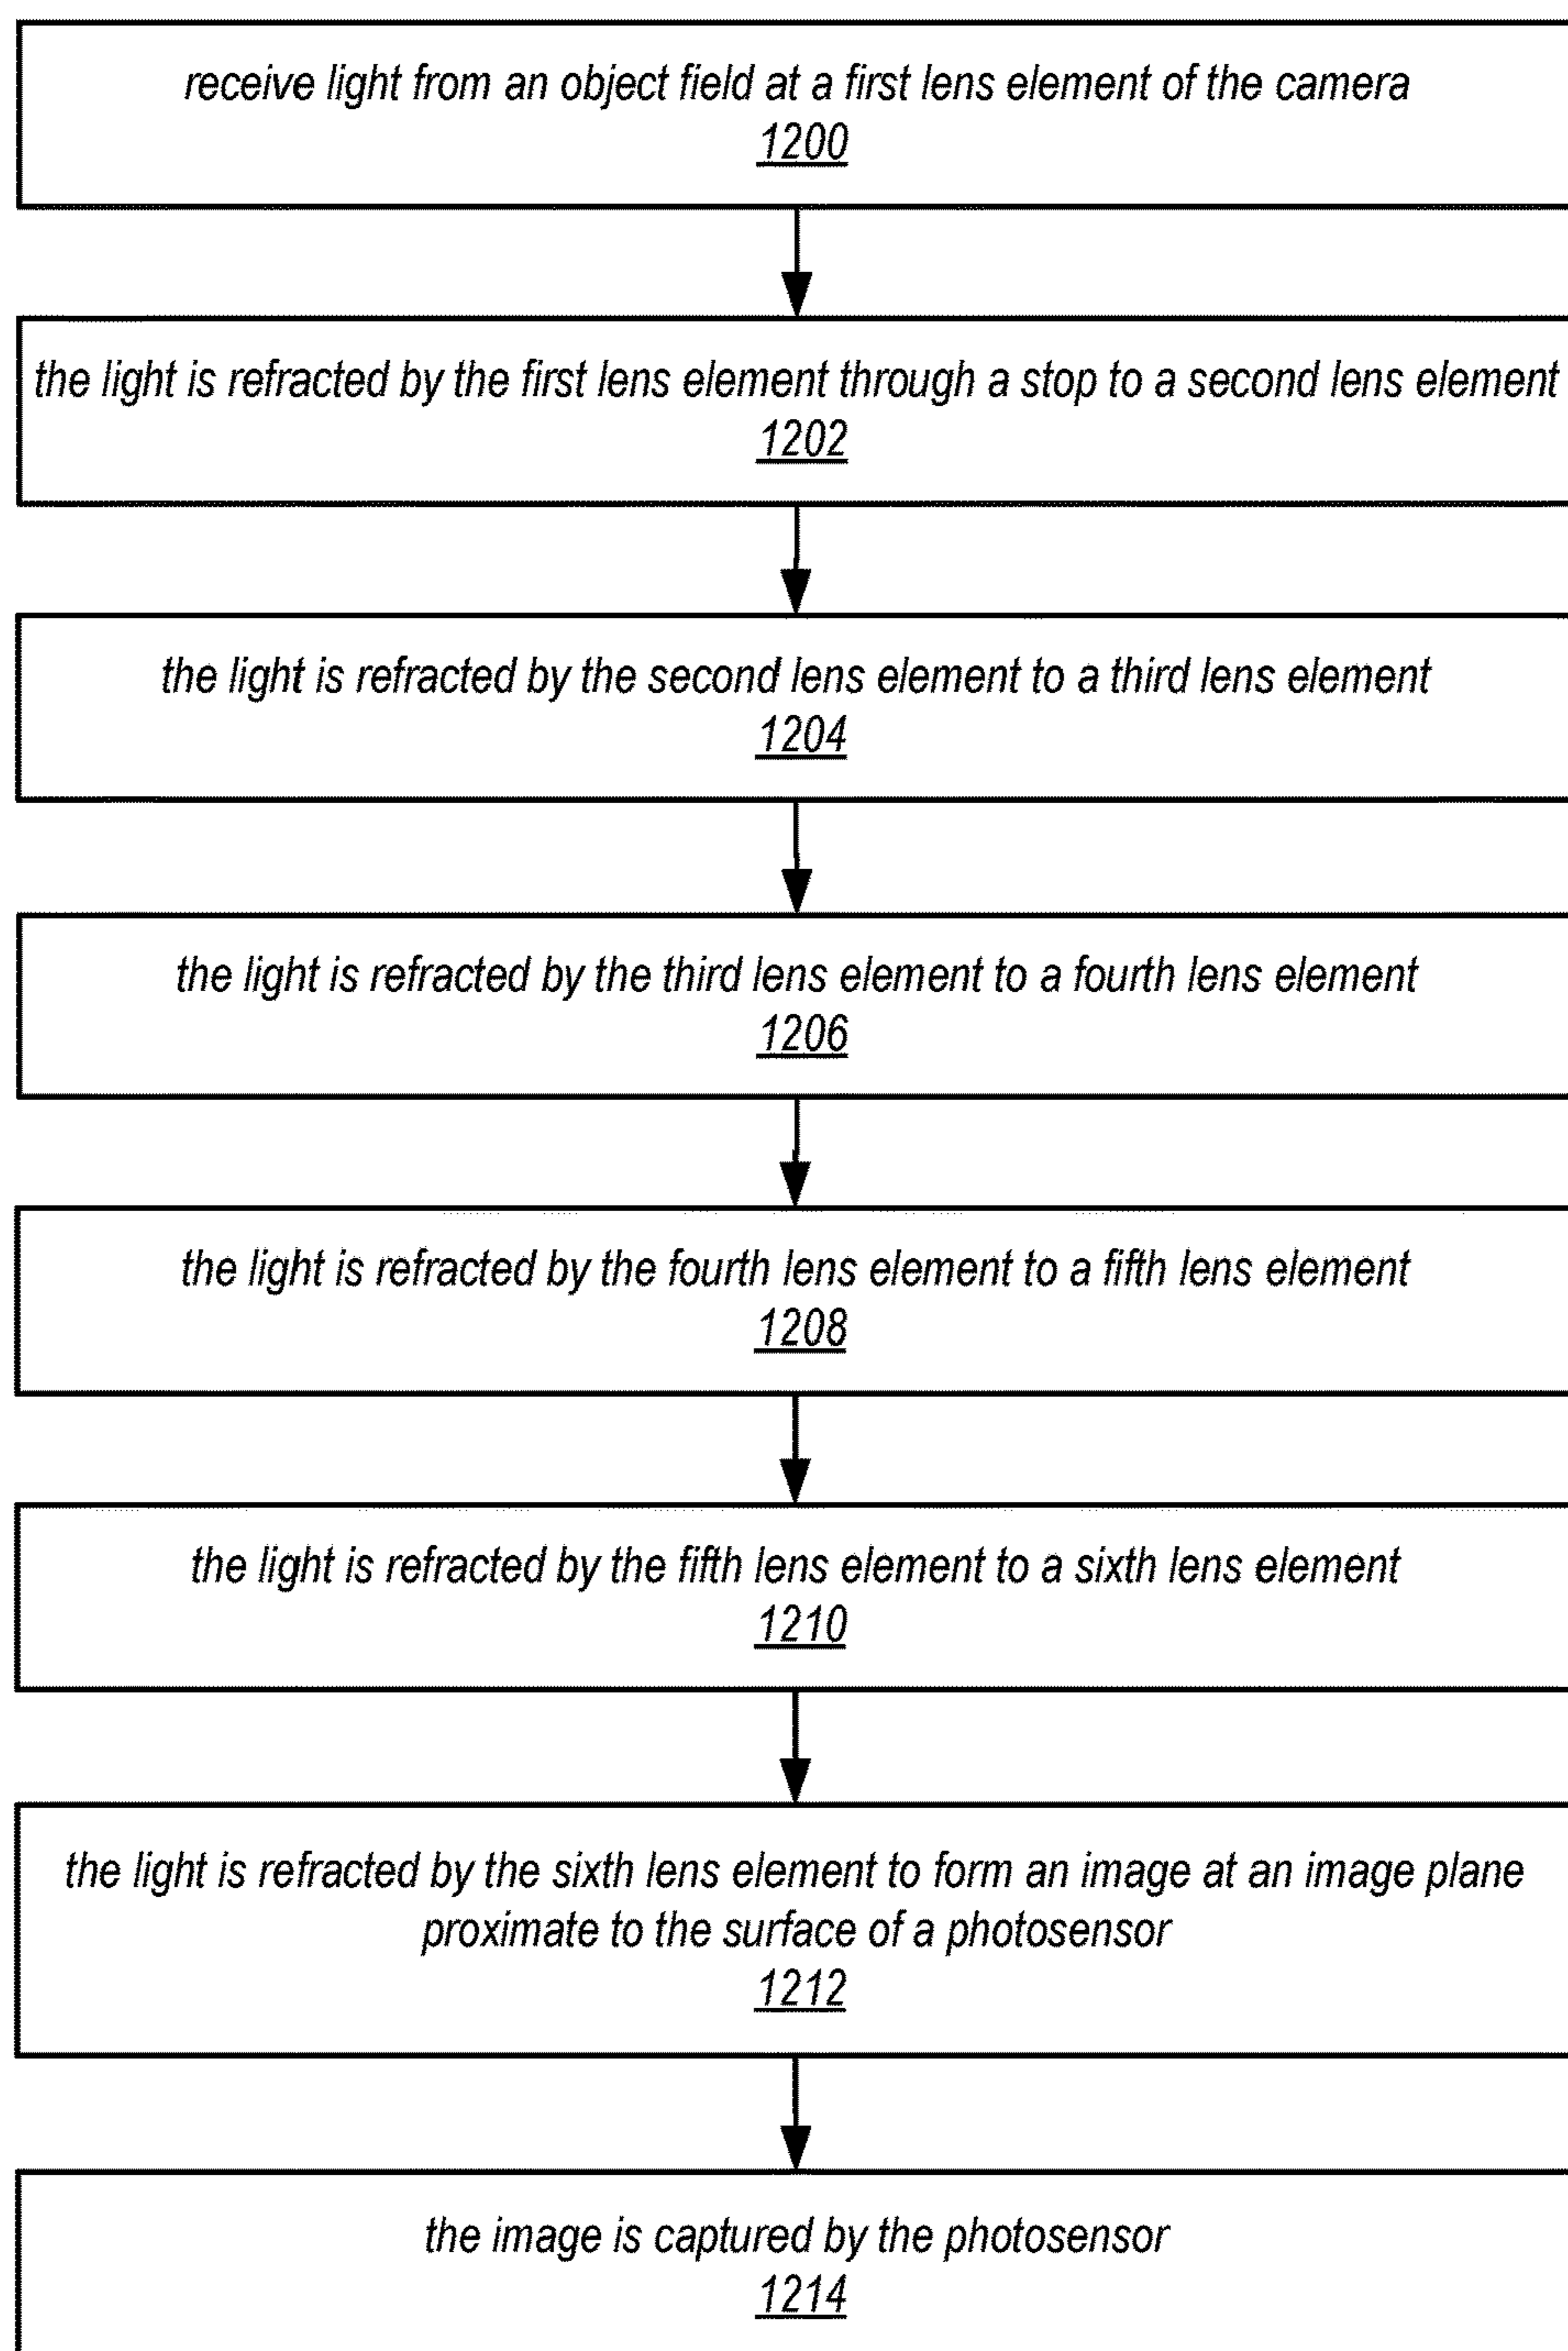 receive light from an object field at a first lens element of the camera
1200
the light is refracted by the first lens element through a stop to a second lens element
1202
the light is refracted by the second lens element to a third lens element
1204
the light is refracted by the third lens element to a fourth lens element
1206
the light is refracted by the fourth lens element to a fifth lens element
1208
the light is refracted by the fifth lens element to a sixth lens element
1210
the light is refracted by the sixth lens element to form an image at an image plane
proximate to the surface of a photosensor
1212
the image is captured by the photosensor
1214